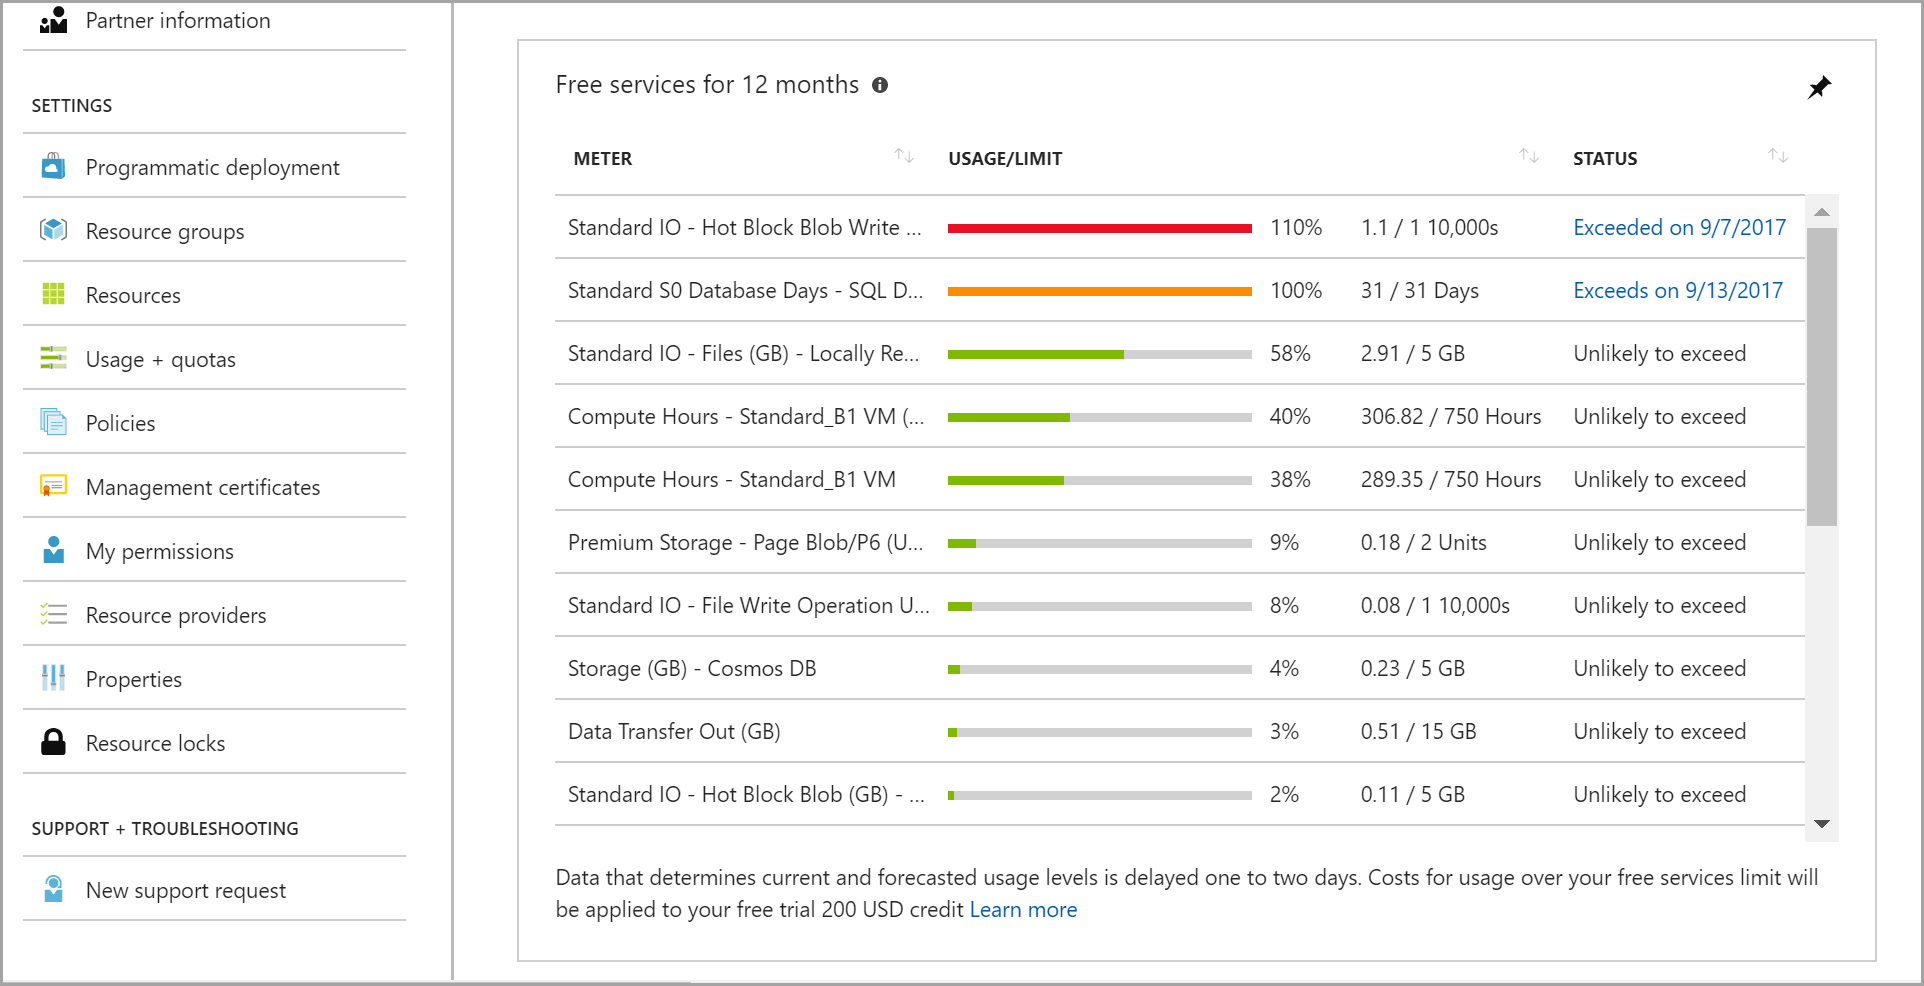 Partner information
SETTINGS
Programmatic deployment
Resource groups
Resources
Usage + quotas
Policies
Management certificates
My permissions
Resource providers
Properties
Resource locks
SUPPORT + TROUBLESHOOTING
New support request
Free services for 12 months
METER USAGE/LIMIT STATUS
Standard IO - Hot Block Blob Write ... 110% 1.1 / 1 10,000s Exceeded on 9/7/2017
Standard S0 Database Days - SQL D... 100% 31 / 31 Days Exceeds on 9/13/2017
Standard IO - Files (GB) - Locally Re... 58% 2.91 / 5 GB Unlikely to exceed
Compute Hours - Standard_B1 VM (... 40% 306.82 / 750 Hours Unlikely to exceed
Compute Hours - Standard_B1 VM 38% 289.35 / 750 Hours Unlikely to exceed
Premium Storage - Page Blob/P6 (U... 9% 0.18 / 2 Units Unlikely to exceed
Standard IO - File Write Operation U... 8% 0.08 / 1 10,000s Unlikely to exceed
Storage (GB) - Cosmos DB 4% 0.23 / 5 GB Unlikely to exceed
Data Transfer Out (GB) 3% 0.51 / 15 GB Unlikely to exceed
Standard IO - Hot Block Blob (GB) - ... 2% 0.11 / 5 GB Unlikely to exceed
Data that determines current and forecasted usage levels is delayed one to two days. Costs for usage over your free services limit will
be applied to your free trial 200 USD credit Learn more